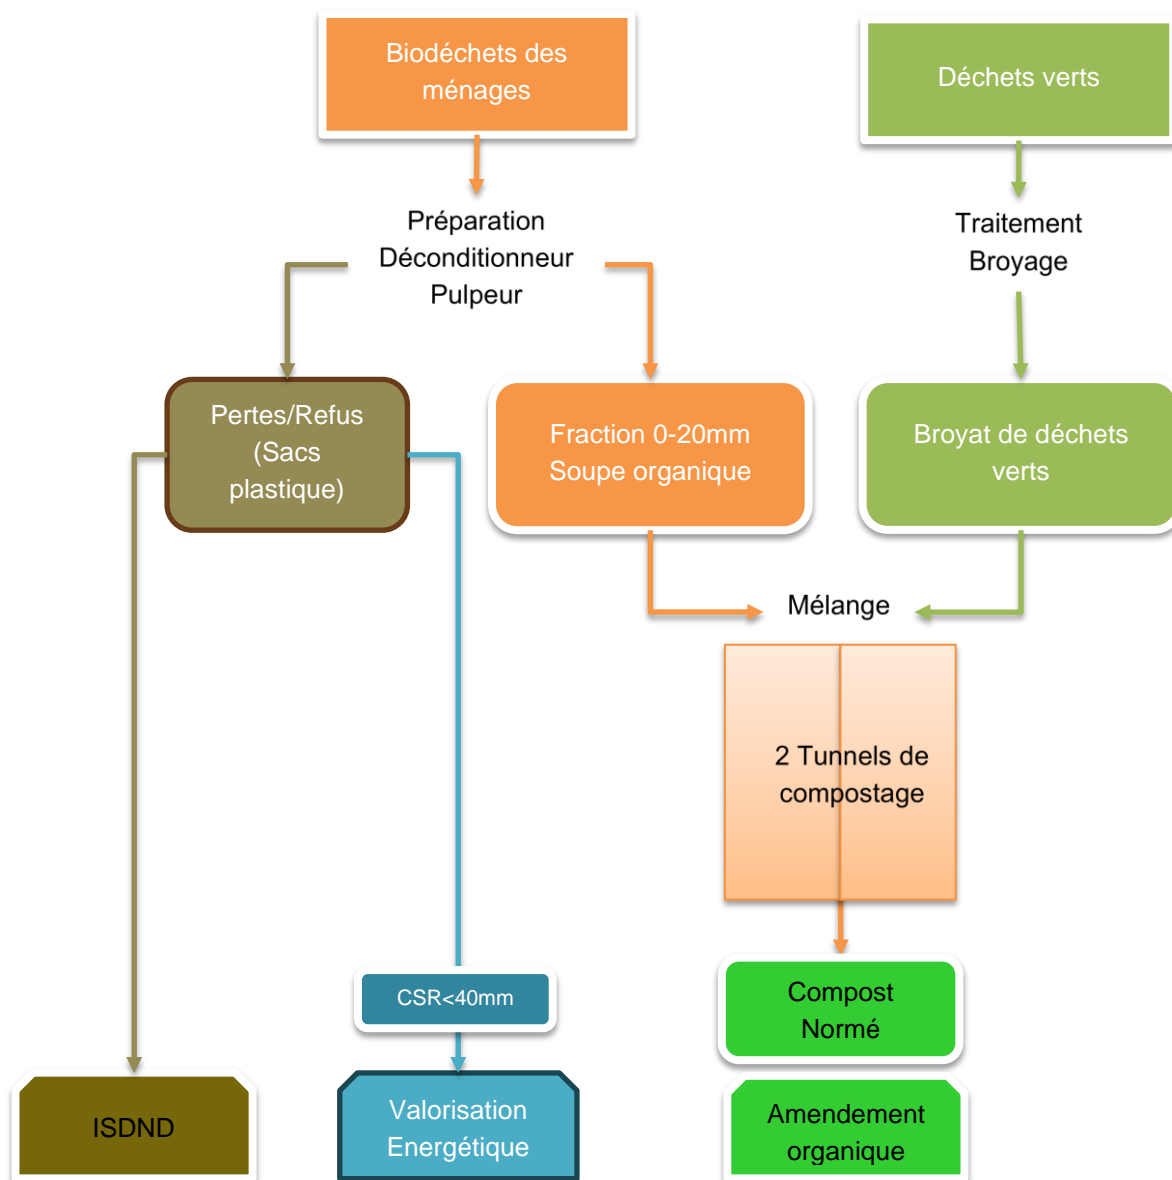 Biodéchets des
ménages
Déchets verts
Préparation
Déconditionneur
Pulpeur
Traitement
Broyage
Pertes/Refus
(Sacs
plastique)
Fraction 0-20mm
Soupe organique
Broyat de déchets
verts
Mélange
2 Tunnels de
compostage
CSR<40mm
Compost
Normé
ISDND
Valorisation
Energétique
Amendement
organique